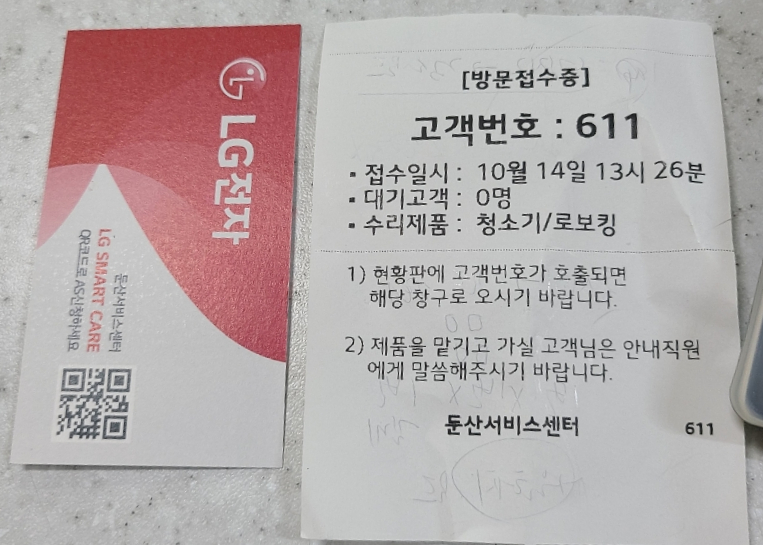 LG전자
둔산서비스센터
LG SMART CARE
QR코드로 AS신청하세요
[방문접수증]
고객번호 : 611
▪ 접수일시 : 10월 14일 13시 26분
▪ 대기고객 : 0명
▪ 수리제품 : 청소기/로보킹
1) 현황판에 고객번호가 호출되면
해당 창구로 오시기 바랍니다.
2) 제품을 맡기고 가실 고객님은 안내직원
에게 말씀해주시기 바랍니다.
둔산서비스센터
611